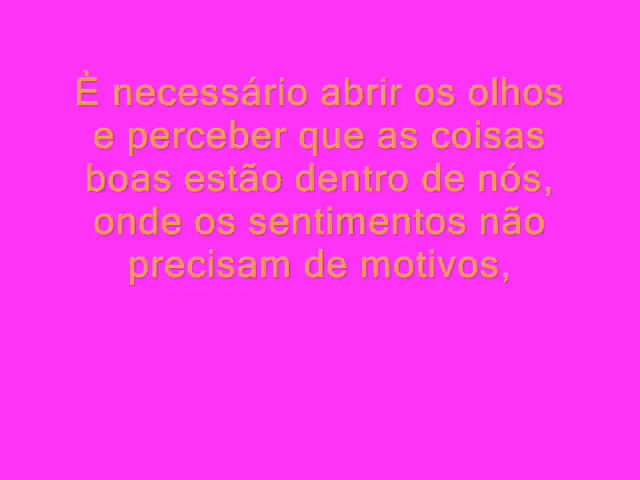 È necessário abrir os olhos
e perceber que as coisas
boas estão dentro de nós,
onde os sentimentos não
precisam de motivos,